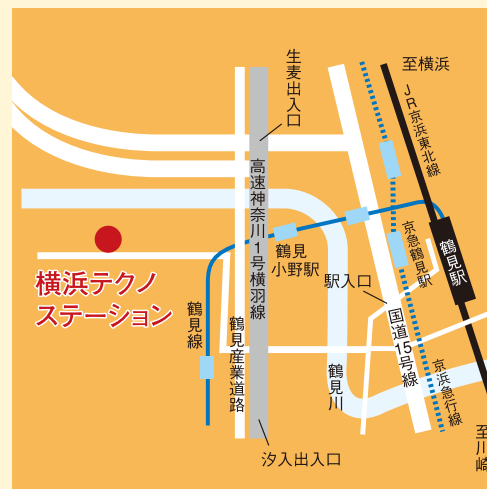 生麦出入口
至横浜
JR京浜東北線
高速神奈川1号横羽線
鶴見
小野駅
京急鶴見駅
鶴見駅
駅入口
横浜テクノ
ステーション
鶴見線
鶴見産業道路
国道15号線
鶴見川
京浜急行線
至川崎
汐入出入口